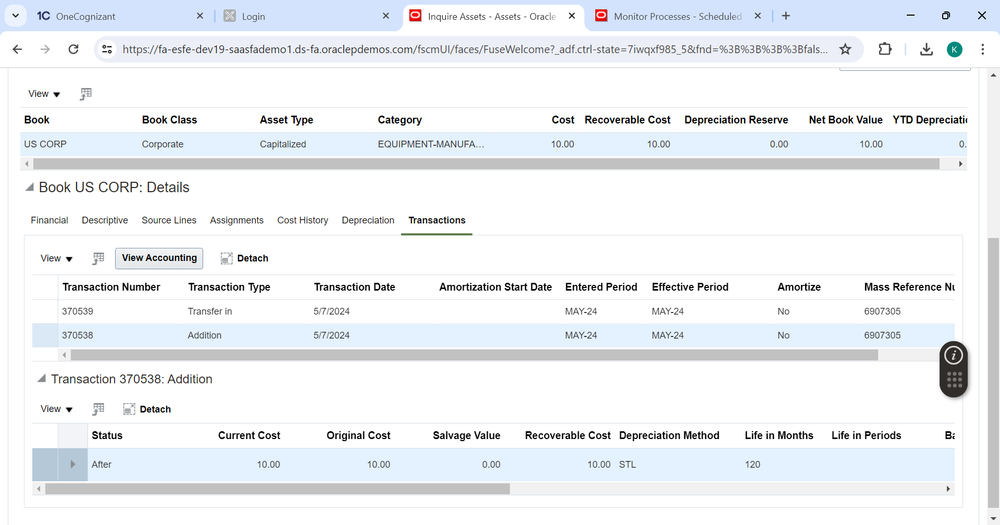 1C OneCognizant
Login
Inquire Assets - Assets - Oracle
Monitor Processes - Scheduled
https://fa-esfe-dev19-saasfademo1.ds-fa.oraclepdemos.com/fscmUI/faces/FuseWelcome?_adf.ctrl-state=7iwqxf985_5&fnd=%3B%3B%3B%3Bfals...
K
View
Book Book Class Asset Type Category Cost Recoverable Cost Depreciation Reserve Net Book Value YTD Depreciatic
US CORP Corporate Capitalized EQUIPMENT-MANUFA... 10.00 10.00 0.00 10.00 0.
Book US CORP: Details
Financial Descriptive Source Lines Assignments Cost History Depreciation Transactions
View View Accounting Detach
Transaction Number Transaction Type Transaction Date Amortization Start Date Entered Period Effective Period Amortize Mass Reference Nu
370539 Transfer in 5/7/2024 MAY-24 MAY-24 No 6907305
370538 Addition 5/7/2024 MAY-24 MAY-24 No 6907305
i
Transaction 370538: Addition
View Detach
Status Current Cost Original Cost Salvage Value Recoverable Cost Depreciation Method Life in Months Life in Periods Ba
After 10.00 10.00 0.00 10.00 STL 120